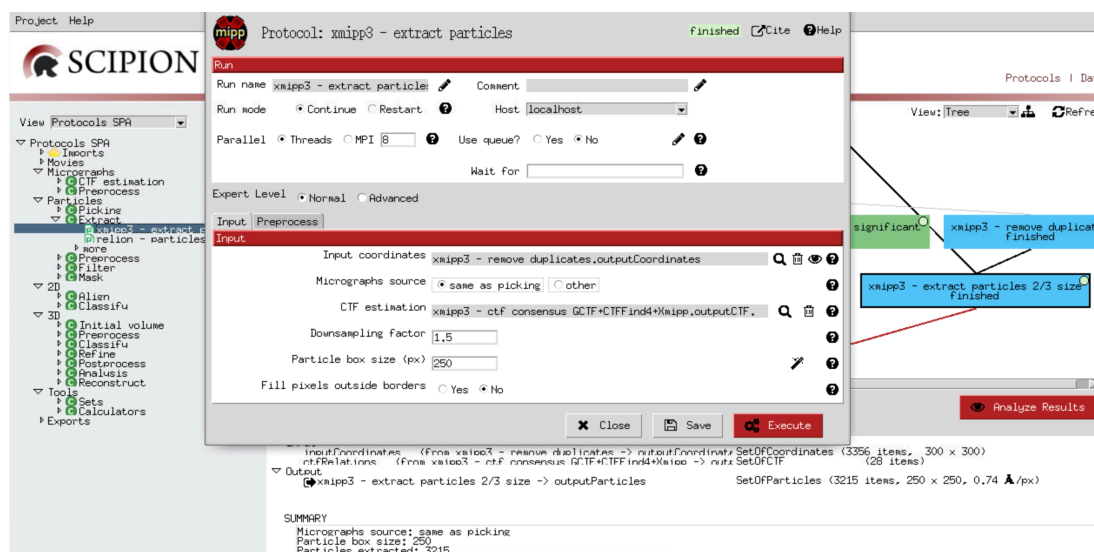 Project Help
SCIPION
Protocols | Da
View Protocols SPA
View: Tree
Refre
Protocols SPA
Imports
Movies
Micrographs
CTF estimation
Preprocess
Particles
Picking
Extract
xmipp3 - extract p
relion - particles
more
Preprocess
Filter
Mask
2D
Align
Classify
3D
Initial volume
Preprocess
Classify
Refine
Postprocess
Analysis
Reconstruct
Tools
Sets
Calculators
Exports
mipp
Protocol: xmipp3 - extract particles
finished Cite Help
Run
Run name xmipp3 - extract particles Comment
Run mode Continue Restart Host localhost
Parallel Threads MPI 8 Use queue? Yes No
Wait for
Expert Level Normal Advanced
Input Preprocess
Input
Input coordinates xmipp3 - remove duplicates.outputCoordinates
Micrographs source same as picking other
CTF estimation xmipp3 - ctf consensus GCTF+CTFFind4+Xmipp.outputCTF.
Downsampling factor 1.5
Particle box size (px) 250
Fill pixels outside borders Yes No
Close Save Execute
significant
xmipp3 - remove duplicat
finished
xmipp3 - extract particles 2/3 size
finished
Analyze Results
inputCoordinates (from xmipp3 - remove duplicates -> outputCoordinat SetOfCoordinates (3356 items, 300 x 300)
ctfRelations (from xmipp3 - ctf consensus GCTF+CTFFind4+Xmipp -> outp SetOfCTF (28 items)
Output
xmipp3 - extract particles 2/3 size -> outputParticles SetOfParticles (3215 items, 250 x 250, 0.74 Å/px)
SUMMARY
Micrographs source: same as picking
Particle box size: 250
Particles extracted: 3215